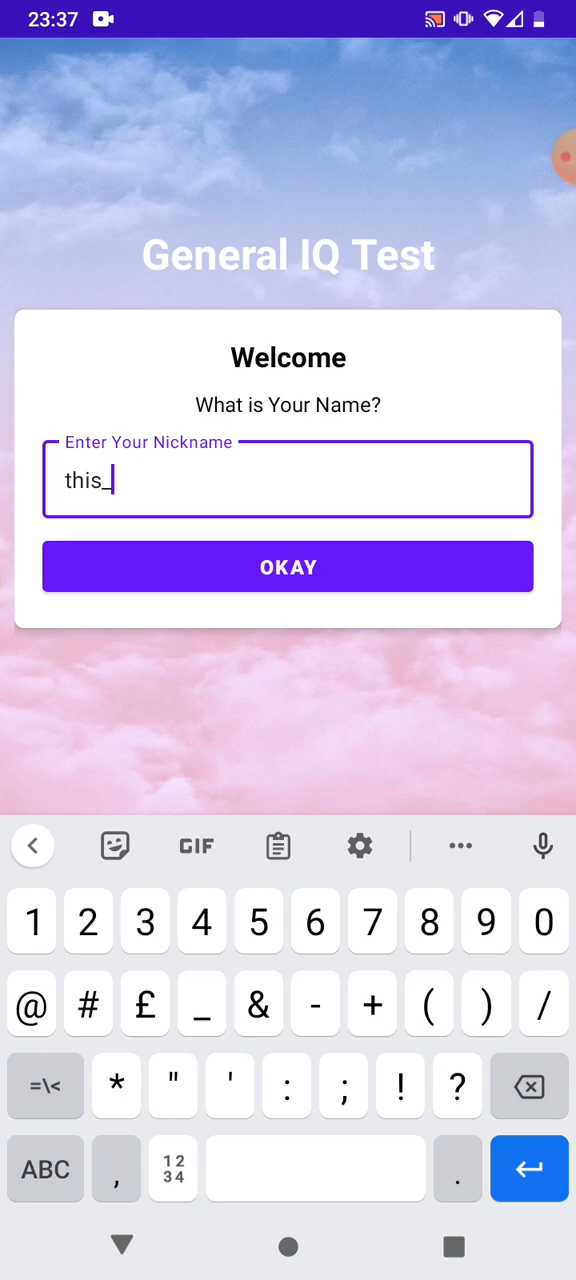 23:37
General IQ Test
Welcome
What is Your Name?
Enter Your Nickname
this_
OKAY
GIF
1 2 3 4 5 6 7 8 9 0
@ # £ _ & - + ( ) /
=\< * " ' : ; ! ?
ABC , 12 34 .